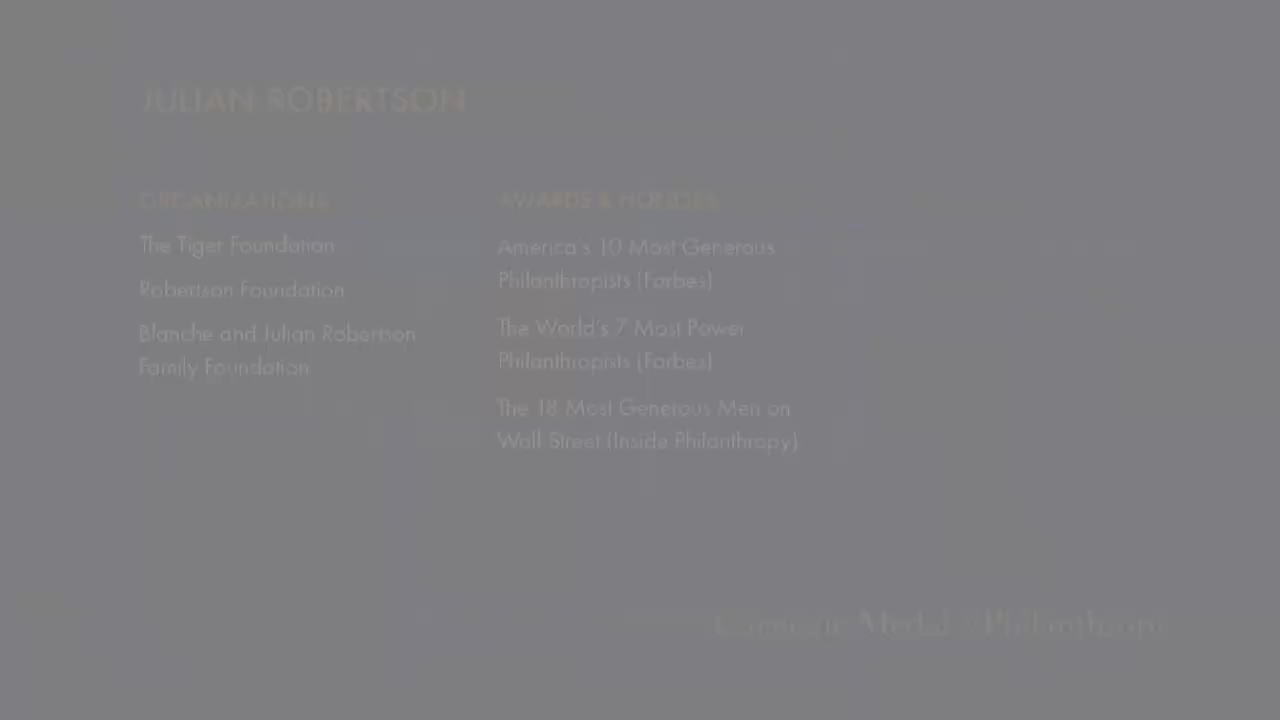 JULIAN ROBERTSON
ORGANIZATIONS
The Tiger Foundation
Robertson Foundation
Blanche and Julian Robertson
Family Foundation
AWARDS & HONORS
America's 10 Most Generous
Philanthropists (Forbes)
The World's 7 Most Power
Philanthropists (Forbes)
The 18 Most Generous Men on
Wall Street (Inside Philanthropy)
Carnegie Medal of Philanthropy